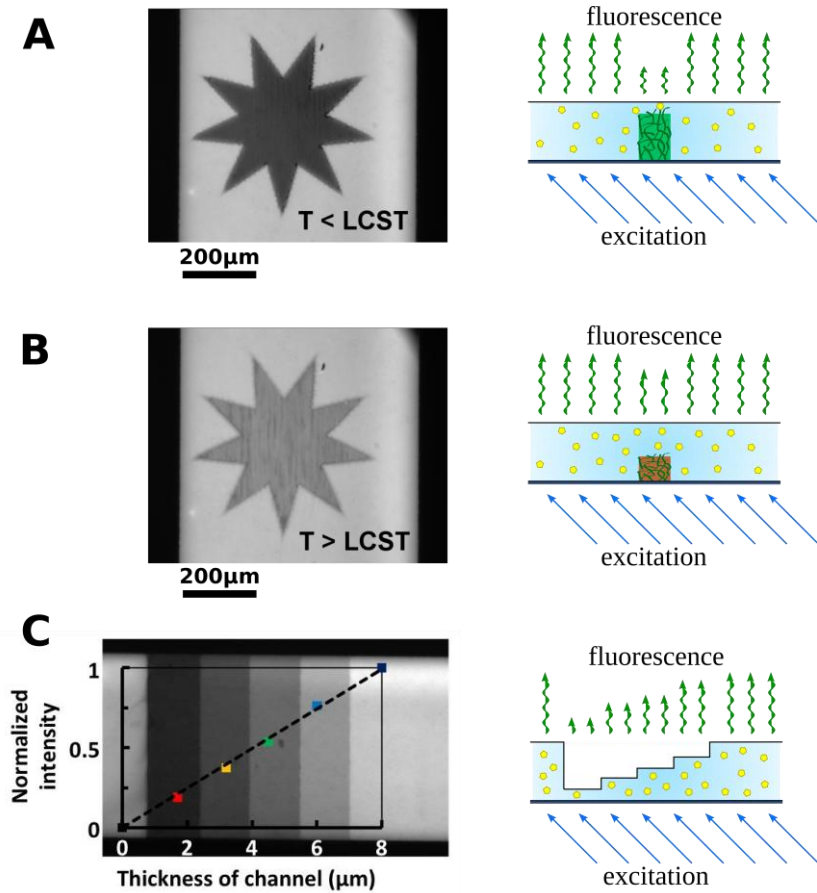 A
fluorescence
T < LCST
200μm
excitation
B
fluorescence
T > LCST
200μm
excitation
C
fluorescence
Normalized
intensity
1
0.5
0
0 2 4 6 8
Thickness of channel (μm)
excitation